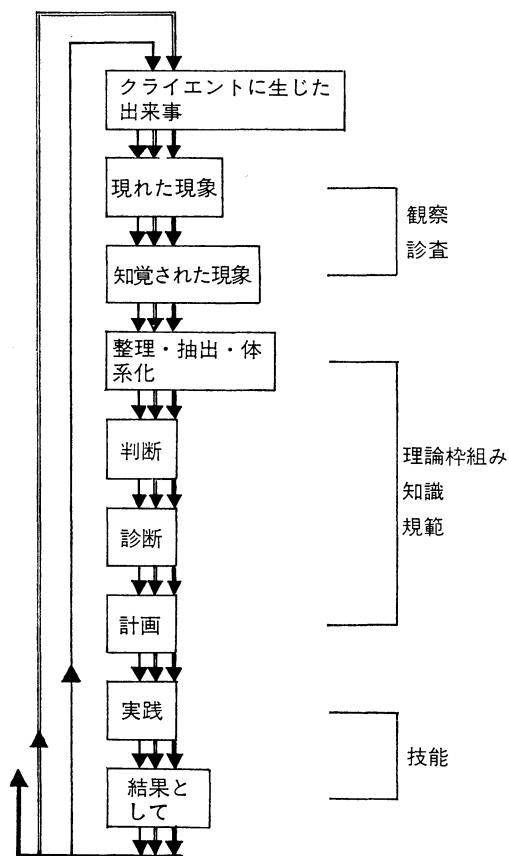 クライエントに生じた
出来事
現れた現象
観察
診査
知覚された現象
整理・抽出・体
系化
判断
理論枠組み
知識
規範
診断
計画
実践
技能
結果と
して